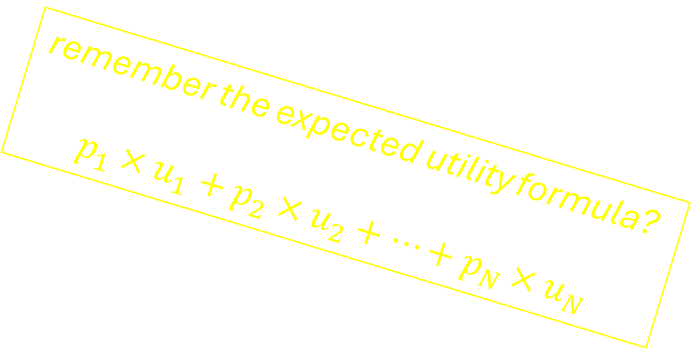 remember the expected utility formula?
p₁ × u₁ + p₂ × u₂ + ⋯ + p_N × u_N